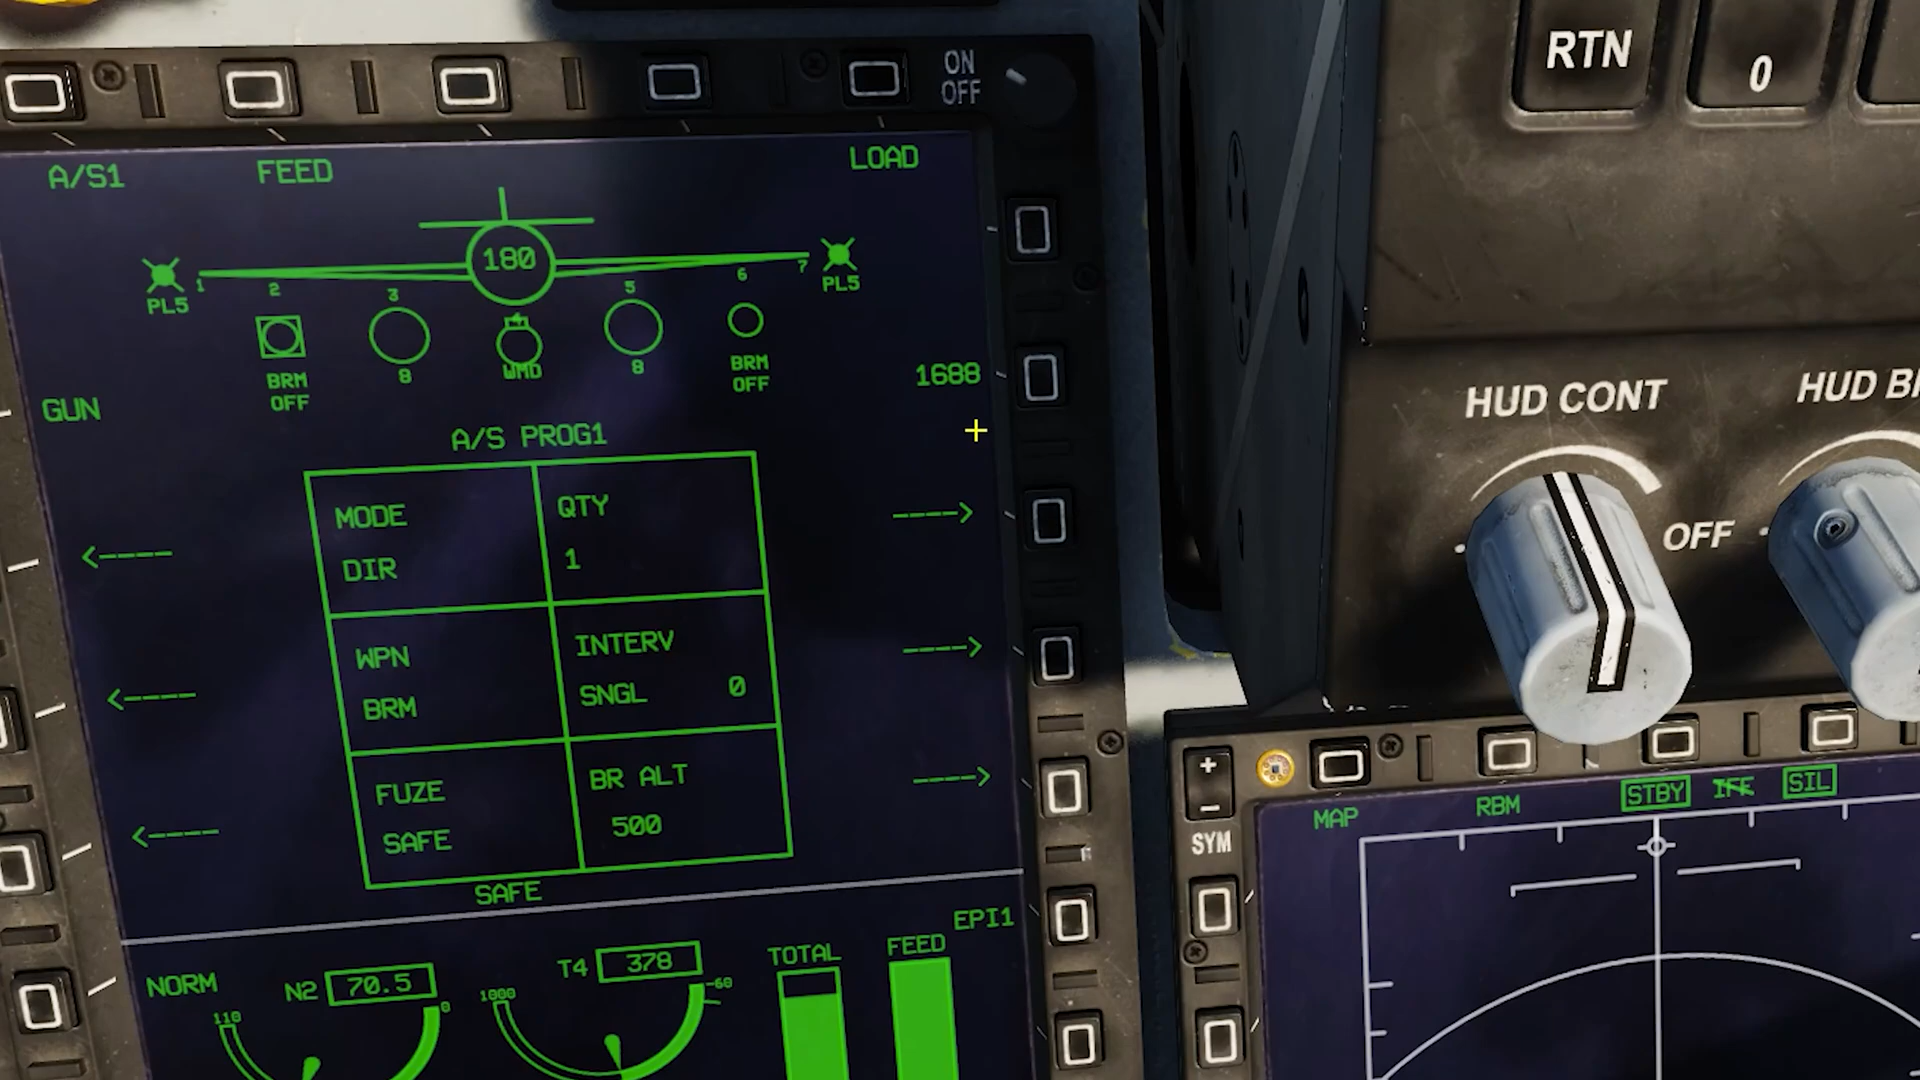 ON
OFF
RTN
0
A/S1
FEED
LOAD
180
PL5
1
2
3
4
5
6
7
PL5
BRM
OFF
8
WMD
8
BRM
OFF
1688
GUN
A/S PROG1
MODE
DIR
QTY
1
WPN
BRM
INTERV
SNGL 0
FUZE
SAFE
BR ALT
500
SAFE
EPI1
NORM
N2 70.5
110
0
T4 378
1000
-60
TOTAL
FEED
HUD CONT
OFF
HUD
+
-
SYM
MAP
RBM
STBY
IFF
SIL